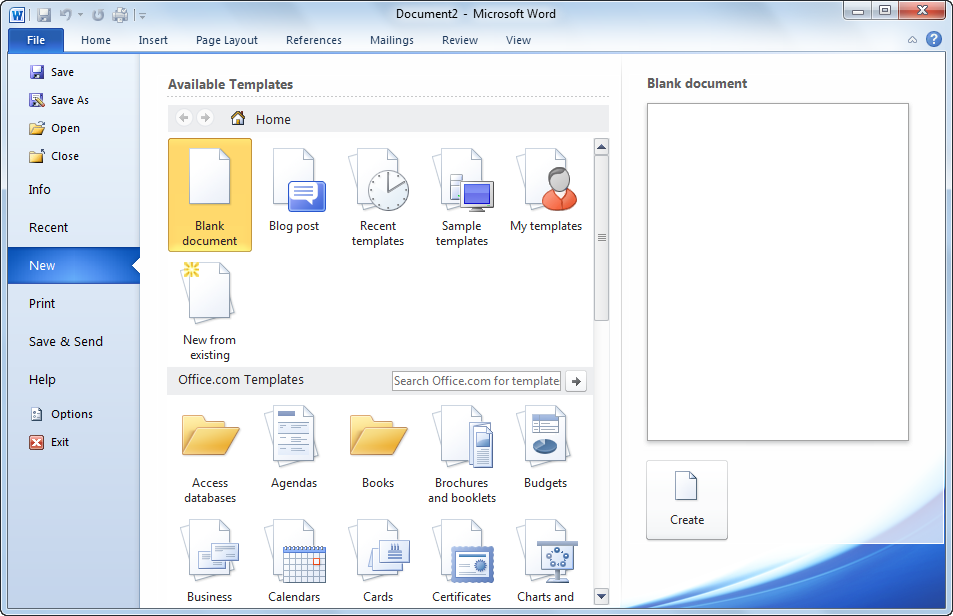 Document2 - Microsoft Word
File Home Insert Page Layout References Mailings Review View
Save
Save As
Open
Close
Info
Recent
New
Print
Save & Send
Help
Options
Exit
Available Templates
Home
Blank document
Blog post
Recent templates
Sample templates
My templates
New from existing
Office.com Templates
Search Office.com for template
Access databases
Agendas
Books
Brochures and booklets
Budgets
Business
Calendars
Cards
Certificates
Charts and
Blank document
Create